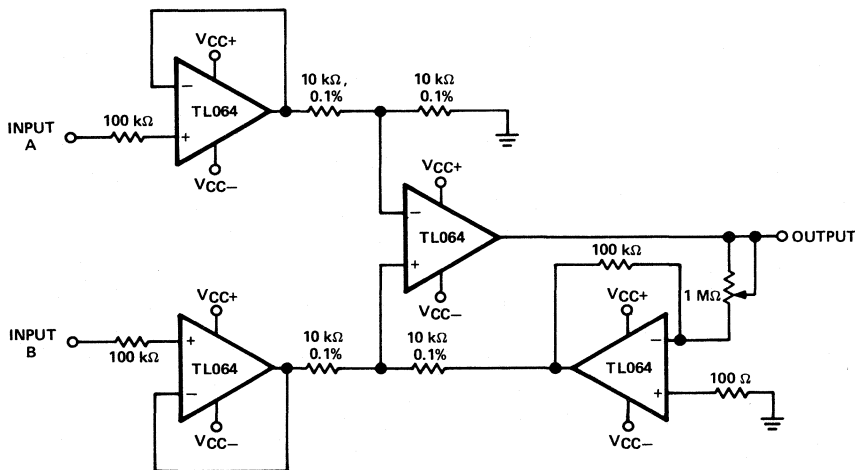 VCC+
10 kΩ,
0.1%
10 kΩ
0.1%
−
TL064
INPUT
A
100 kΩ
+
VCC−
VCC+
−
TL064
OUTPUT
100 kΩ
+
VCC−
1 MΩ
VCC+
VCC+
INPUT
B
100 kΩ
+
10 kΩ
0.1%
10 kΩ
0.1%
−
TL064
TL064
−
+
100 Ω
VCC−
VCC−